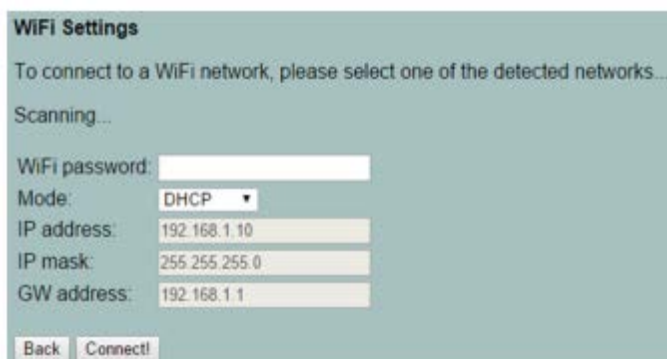 WiFi Settings
To connect to a WiFi network, please select one of the detected networks...
Scanning...
WiFi password:
Mode: DHCP
IP address: 192.168.1.10
IP mask: 255.255.255.0
GW address: 192.168.1.1
Back Connect!